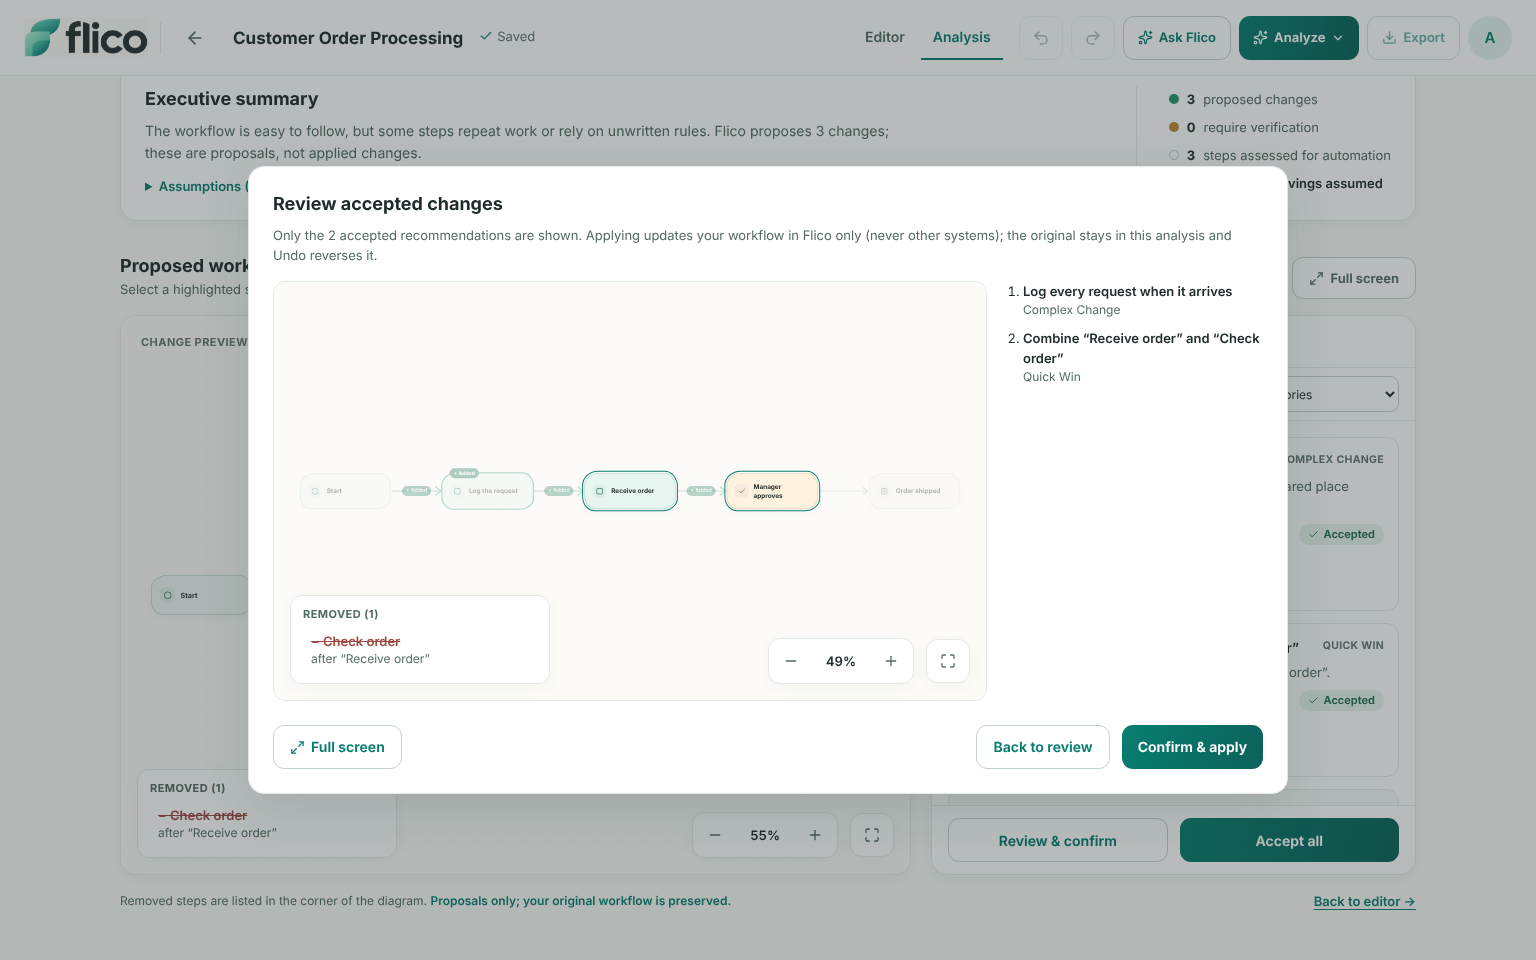 flico
Customer Order Processing
Saved
Editor
Analysis
Ask Flico
Analyze
Export
A
Executive summary
The workflow is easy to follow, but some steps repeat work or rely on unwritten rules. Flico proposes 3 changes;
these are proposals, not applied changes.
Assumptions (
3 proposed changes
0 require verification
3 steps assessed for automation
vings assumed
Proposed work
Select a highlighted s
Full screen
CHANGE PREVIEW
Start
REMOVED (1)
– Check order
after “Receive order”
55%
ories
OMPLEX CHANGE
ared place
Accepted
r”
QUICK WIN
order”.
Accepted
Review & confirm
Accept all
Removed steps are listed in the corner of the diagram. Proposals only; your original workflow is preserved.
Back to editor →
Review accepted changes
Only the 2 accepted recommendations are shown. Applying updates your workflow in Flico only (never other systems); the original stays in this analysis and
Undo reverses it.
Start
+ Added
+ Added
Log the request
+ Added
Receive order
+ Added
Manager
approves
Order shipped
REMOVED (1)
– Check order
after “Receive order”
49%
1. Log every request when it arrives
Complex Change
2. Combine “Receive order” and “Check
order”
Quick Win
Full screen
Back to review
Confirm & apply